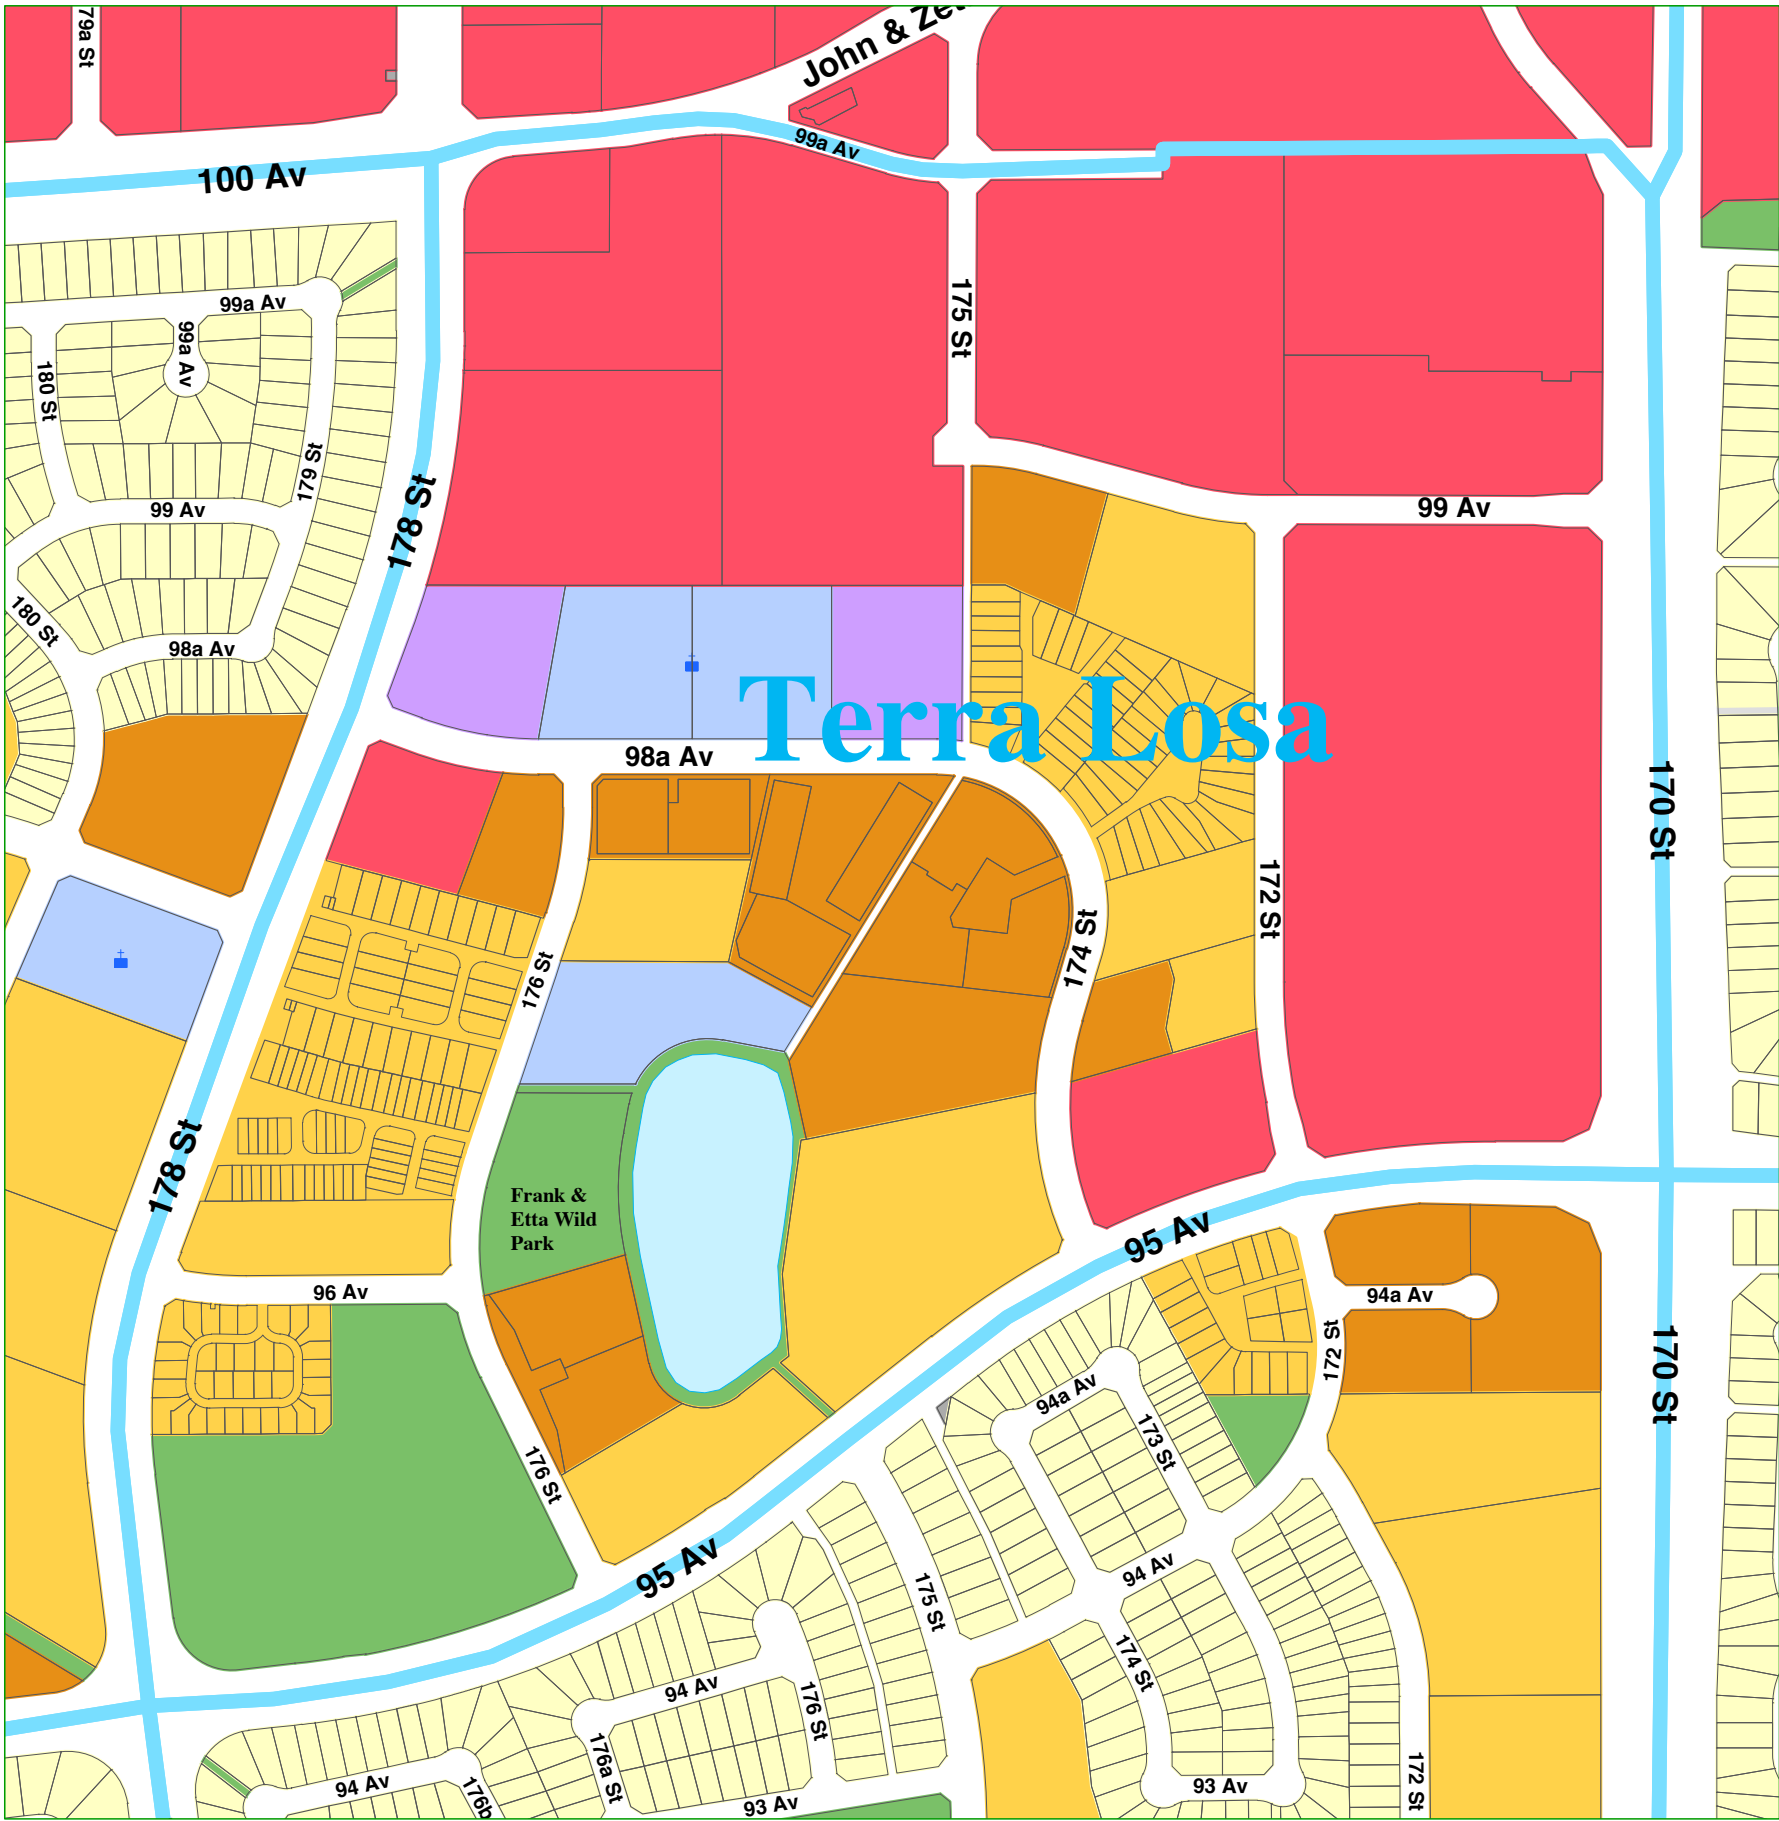 79a St
John & Ze
99a Av
100 Av
175 St
99a Av
99a Av
180 St
179 St
178 St
99 Av
99 Av
180 St
98a Av
Terra Losa
98a Av
170 St
172 St
174 St
176 St
178 St
Frank &
Etta Wild
Park
95 Av
96 Av
94a Av
172 St
170 St
94a Av
173 St
176 St
95 Av
94 Av
175 St
174 St
94 Av
176 St
176a St
94 Av
176b
93 Av
93 Av
172 St